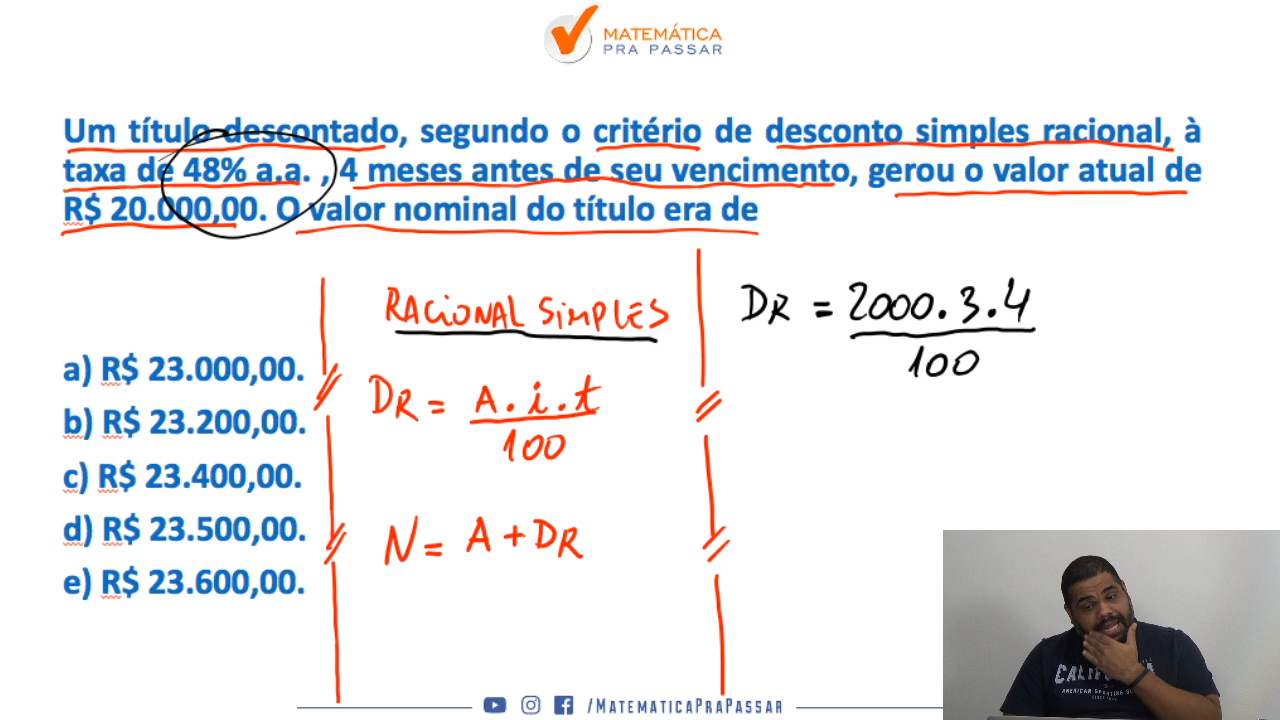 MATEMÁTICA
PRA PASSAR
Um título descontado, segundo o critério de desconto simples racional, à
taxa de 48% a.a. , 4 meses antes de seu vencimento, gerou o valor atual de
R$ 20.000,00. O valor nominal do título era de
RACIONAL SIMPLES
DR = A.i.t
100
N = A + DR
DR = 2000.3.4
100
a) R$ 23.000,00.
b) R$ 23.200,00.
c) R$ 23.400,00.
d) R$ 23.500,00.
e) R$ 23.600,00.
CALIFORNIA
AMERICAN SPORTING
/MATEMATICAPRAPASSAR